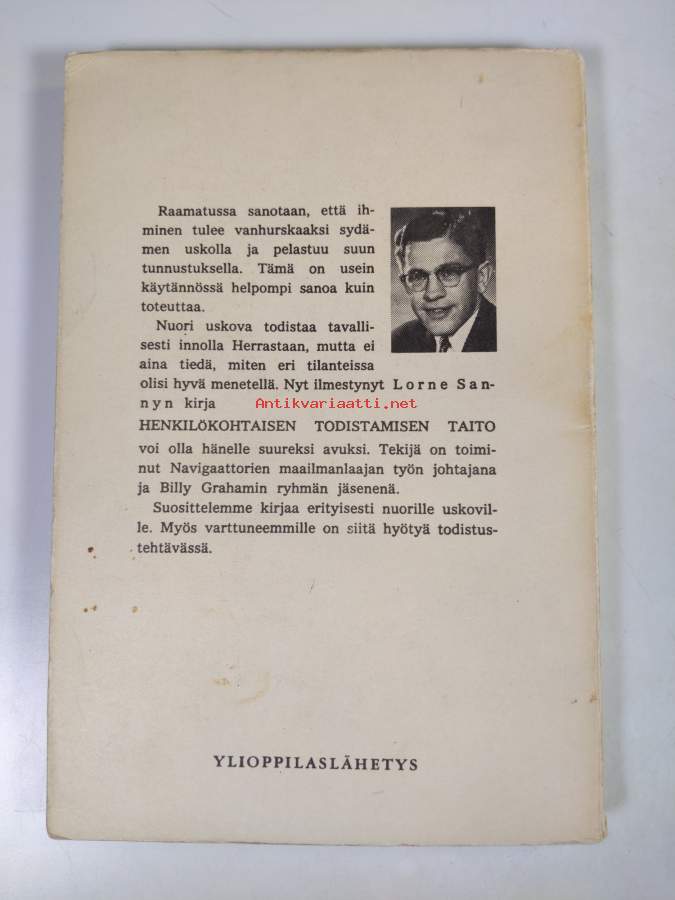 Raamatussa sanotaan, että ih-
minen tulee vanhurskaaksi sydä-
men uskolla ja pelastuu suun
tunnustuksella. Tämä on usein
käytännössä helpompi sanoa kuin
toteuttaa.
Nuori uskova todistaa tavalli-
sesti innolla Herrastaan, mutta ei
aina tiedä, miten eri tilanteissa
olisi hyvä menetellä. Nyt ilmestynyt Lorne San-
nyn kirja
Antikvariaatti.net
HENKILÖKOHTAISEN TODISTAMISEN TAITO
voi olla hänelle suureksi avuksi. Tekijä on toimi-
nut Navigaattorien maailmanlaajan työn johtajana
ja Billy Grahamin ryhmän jäsenenä.
Suosittelemme kirjaa erityisesti nuorille uskovil-
le. Myös varttuneemmille on siitä hyötyä todistus-
tehtävässä.
YLIOPPILASLÄHETYS